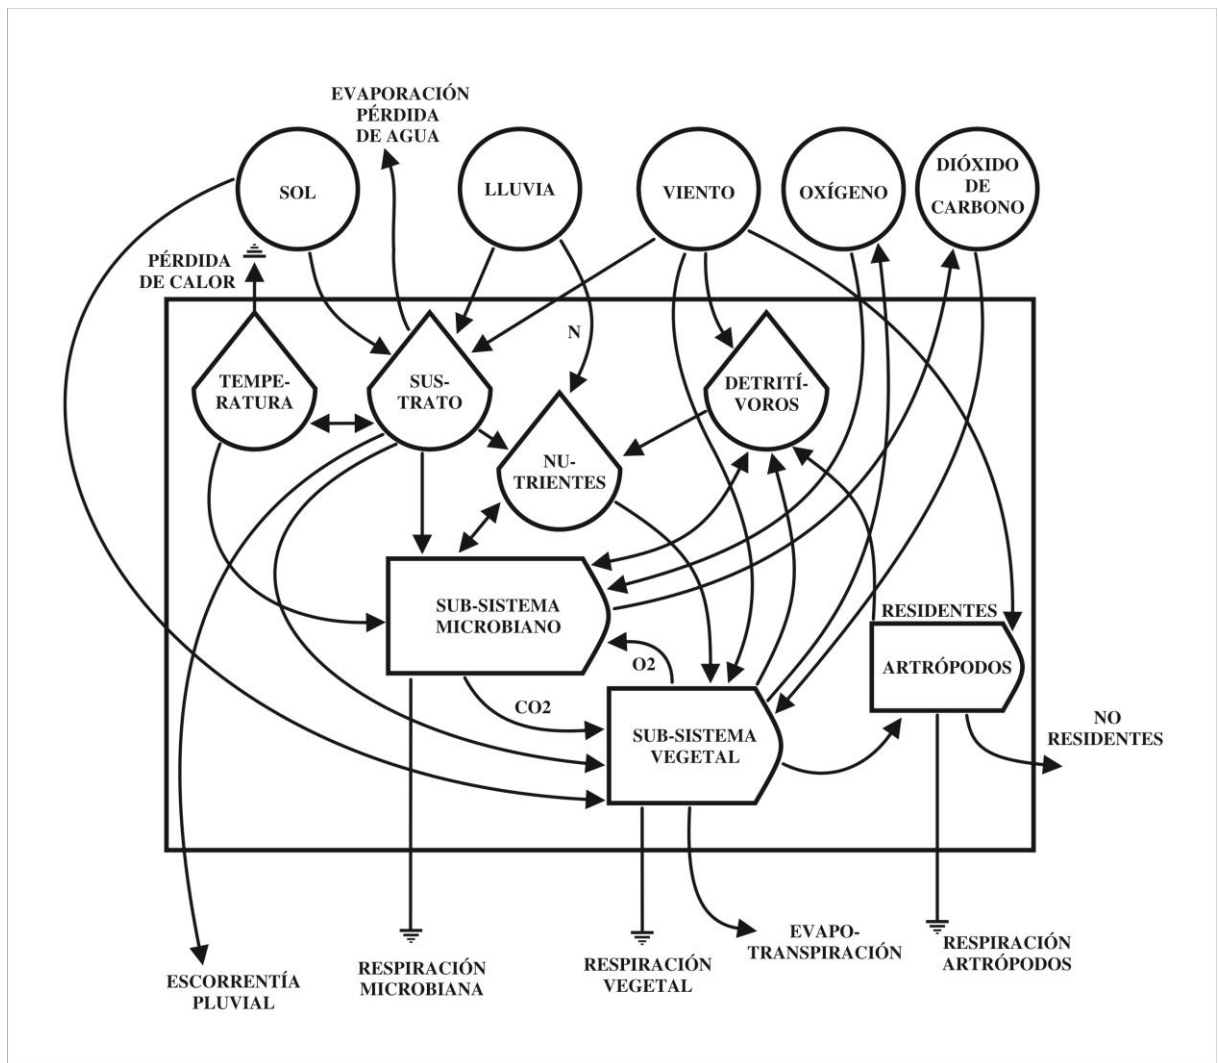 EVAPORACIÓN
PÉRDIDA
DE AGUA
SOL
LLUVIA
VIENTO
OXÍGENO
DIÓXIDO
DE
CARBONO
PÉRDIDA
DE CALOR
N
TEMPE-
RATURA
SUS-
TRATO
DETRITÍ-
VOROS
NU-
TRIENTES
SUB-SISTEMA
MICROBIANO
RESIDENTES
ARTRÓPODOS
O2
CO2
SUB-SISTEMA
VEGETAL
NO
RESIDENTES
ESCORRENTÍA
PLUVIAL
RESPIRACIÓN
MICROBIANA
RESPIRACIÓN
VEGETAL
EVAPO-
TRANSPIRACIÓN
RESPIRACIÓN
ARTRÓPODOS